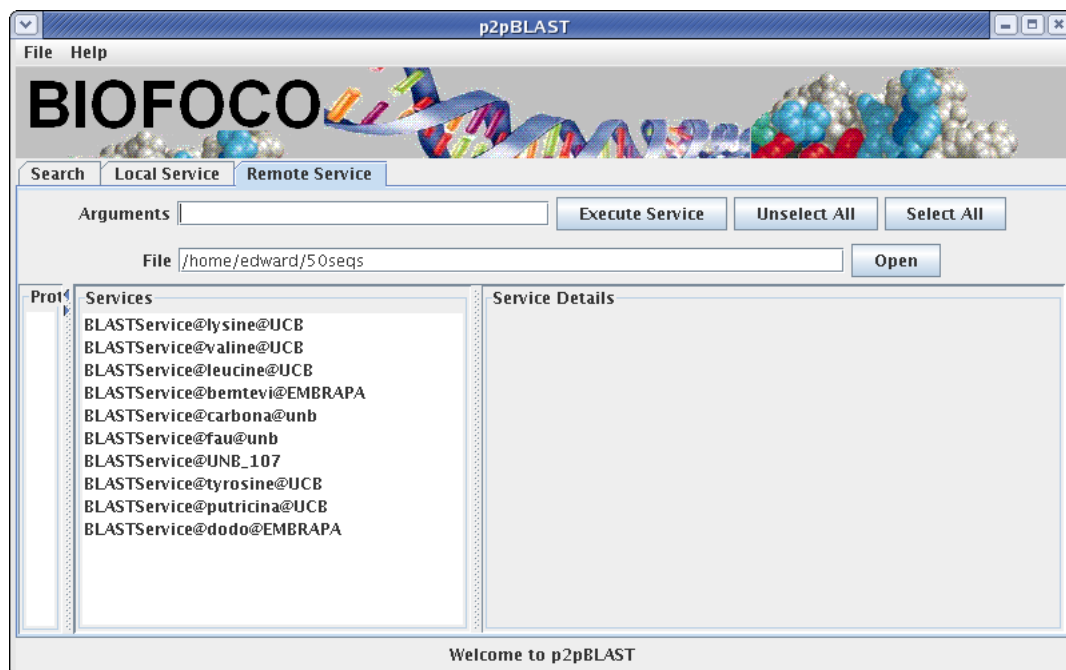 p2pBLAST
File Help
BIOFOCO
Search Local Service Remote Service
Arguments Execute Service Unselect All Select All
File /home/edward/50seqs Open
Prot Services Service Details
BLASTService@lysine@UCB
BLASTService@valine@UCB
BLASTService@leucine@UCB
BLASTService@bemtevi@EMBRAPA
BLASTService@carbona@unb
BLASTService@fau@unb
BLASTService@UNB_107
BLASTService@tyrosine@UCB
BLASTService@putricina@UCB
BLASTService@dodo@EMBRAPA
Welcome to p2pBLAST